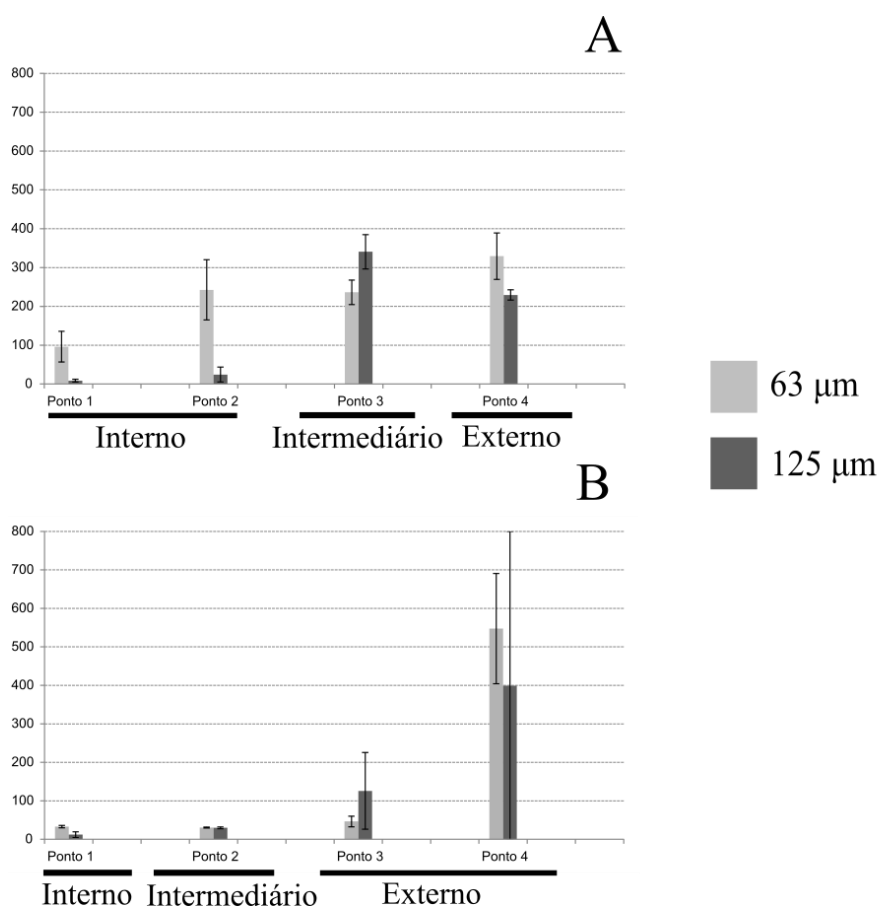 A
800
700
600
500
400
300
200
100
0
Ponto 1 Ponto 2 Ponto 3 Ponto 4
Interno Intermediário Externo
63 μm
125 μm
B
800
700
600
500
400
300
200
100
0
Ponto 1 Ponto 2 Ponto 3 Ponto 4
Interno Intermediário Externo